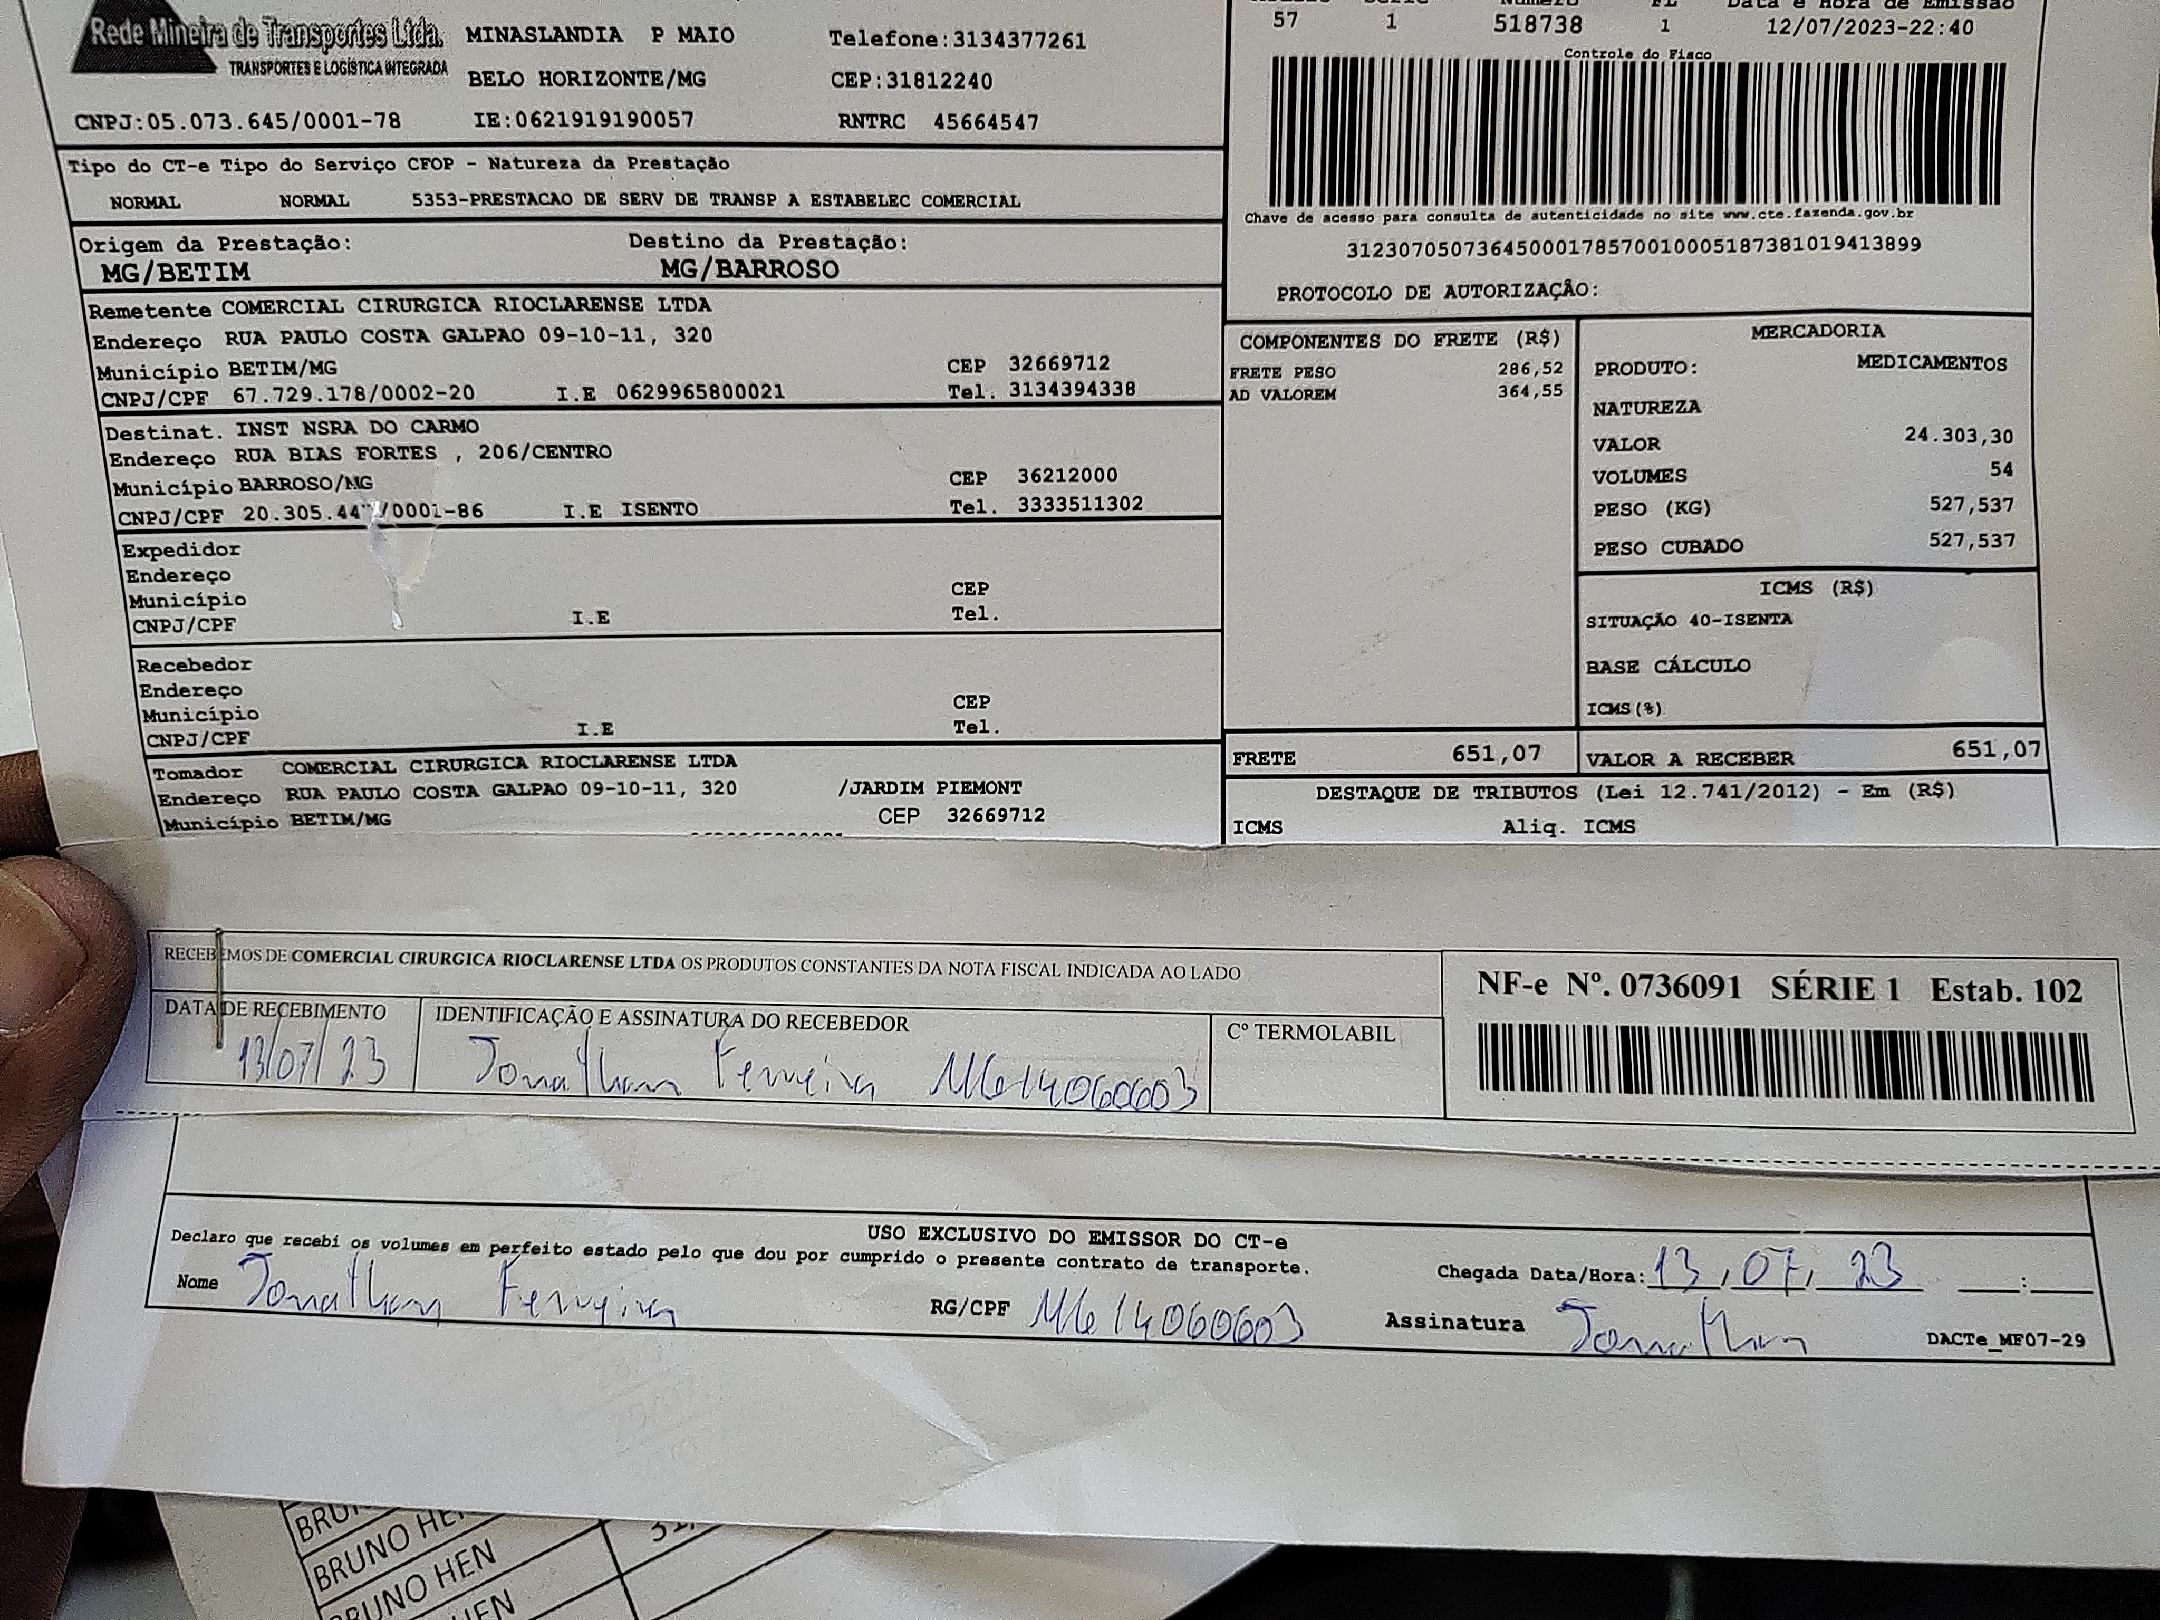 Rede Mineira de Transportes Ltda.
TRANSPORTES E LOGÍSTICA INTEGRADA
MINASLANDIA P MAIO Telefone:3134377261
BELO HORIZONTE/MG CEP:31812240
CNPJ:05.073.645/0001-78 IE:0621919190057 RNTRC 45664547
Data e Hora de Emissão
57 1 518738 1 12/07/2023-22:40
Controle do Fisco
Chave de acesso para consulta de autenticidade no site www.cte.fazenda.gov.br
31230705073645000178570010005187381019413899
PROTOCOLO DE AUTORIZAÇÃO:
Tipo do CT-e Tipo do Serviço CFOP - Natureza da Prestação
NORMAL NORMAL 5353-PRESTACAO DE SERV DE TRANSP A ESTABELEC COMERCIAL
Origem da Prestação: Destino da Prestação:
MG/BETIM MG/BARROSO
Remetente COMERCIAL CIRURGICA RIOCLARENSE LTDA
Endereço RUA PAULO COSTA GALPAO 09-10-11, 320
Município BETIM/MG CEP 32669712
CNPJ/CPF 67.729.178/0002-20 I.E 0629965800021 Tel. 3134394338
Destinat. INST NSRA DO CARMO
Endereço RUA BIAS FORTES , 206/CENTRO
Município BARROSO/MG CEP 36212000
CNPJ/CPF I.E ISENTO Tel. 3333511302
Expedidor
Endereço
Município CEP
CNPJ/CPF I.E Tel.
Recebedor
Endereço
Município CEP
CNPJ/CPF I.E Tel.
Tomador COMERCIAL CIRURGICA RIOCLARENSE LTDA
Endereço RUA PAULO COSTA GALPAO 09-10-11, 320 /JARDIM PIEMONT
Município BETIM/MG CEP 32669712
COMPONENTES DO FRETE (R$)
FRETE PESO 286,52
AD VALOREM 364,55
MERCADORIA
PRODUTO: MEDICAMENTOS
NATUREZA
VALOR 24.303,30
VOLUMES 54
PESO (KG) 527,537
PESO CUBADO 527,537
ICMS (R$)
SITUAÇÃO 40-ISENTA
BASE CÁLCULO
ICMS(%)
FRETE 651,07 VALOR A RECEBER 651,07
DESTAQUE DE TRIBUTOS (Lei 12.741/2012) - Em (R$)
ICMS Aliq. ICMS
RECEBEMOS DE COMERCIAL CIRURGICA RIOCLARENSE LTDA OS PRODUTOS CONSTANTES DA NOTA FISCAL INDICADA AO LADO
DATA DE RECEBIMENTO IDENTIFICAÇÃO E ASSINATURA DO RECEBEDOR Cº TERMOLABIL
13/07/23 Jonathan Ferreira MG14060603
NF-e Nº. 0736091 SÉRIE 1 Estab. 102
USO EXCLUSIVO DO EMISSOR DO CT-e
Declaro que recebi os volumes em perfeito estado pelo que dou por cumprido o presente contrato de transporte.
Chegada Data/Hora: 13, 07, 23 :
Nome Jonathan Ferreira RG/CPF MG14060603 Assinatura Jonathan DACTe_MF07-29
BRUNO HEN
BRUNO HEN